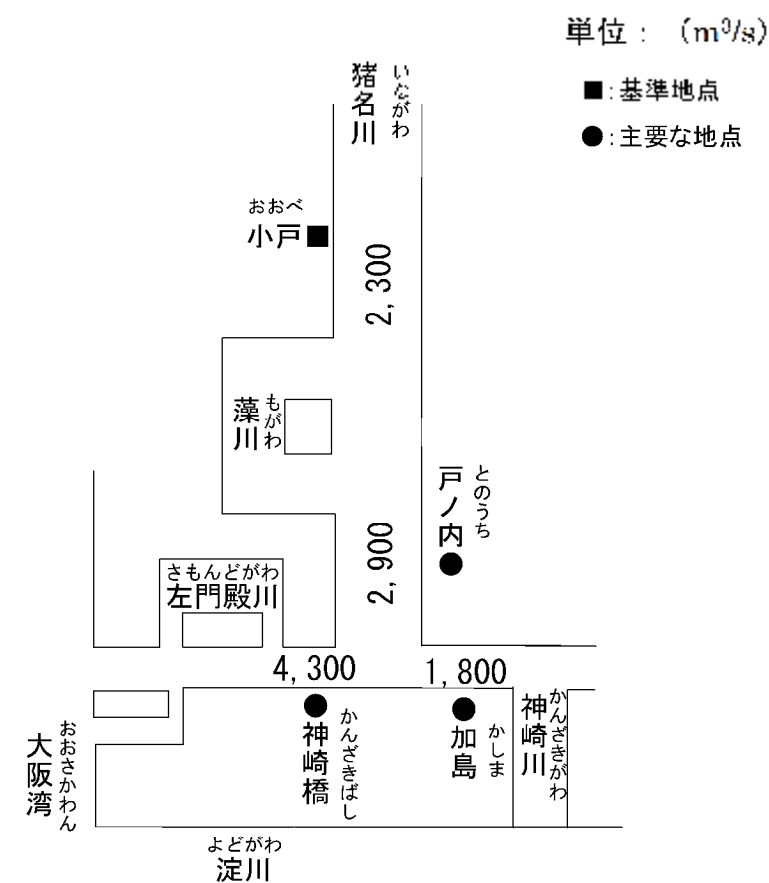 単位：（m³/s）
■：基準地点
●：主要な地点
猪名川
いながわ
おおべ
小戸
2,300
藻川
もがわ
戸ノ内
とのうち
2,900
さもんどがわ
左門殿川
4,300
1,800
神崎橋
かんざきばし
加島
かしま
神崎川
かんざきがわ
大阪湾
おおさかわん
よどがわ
淀川